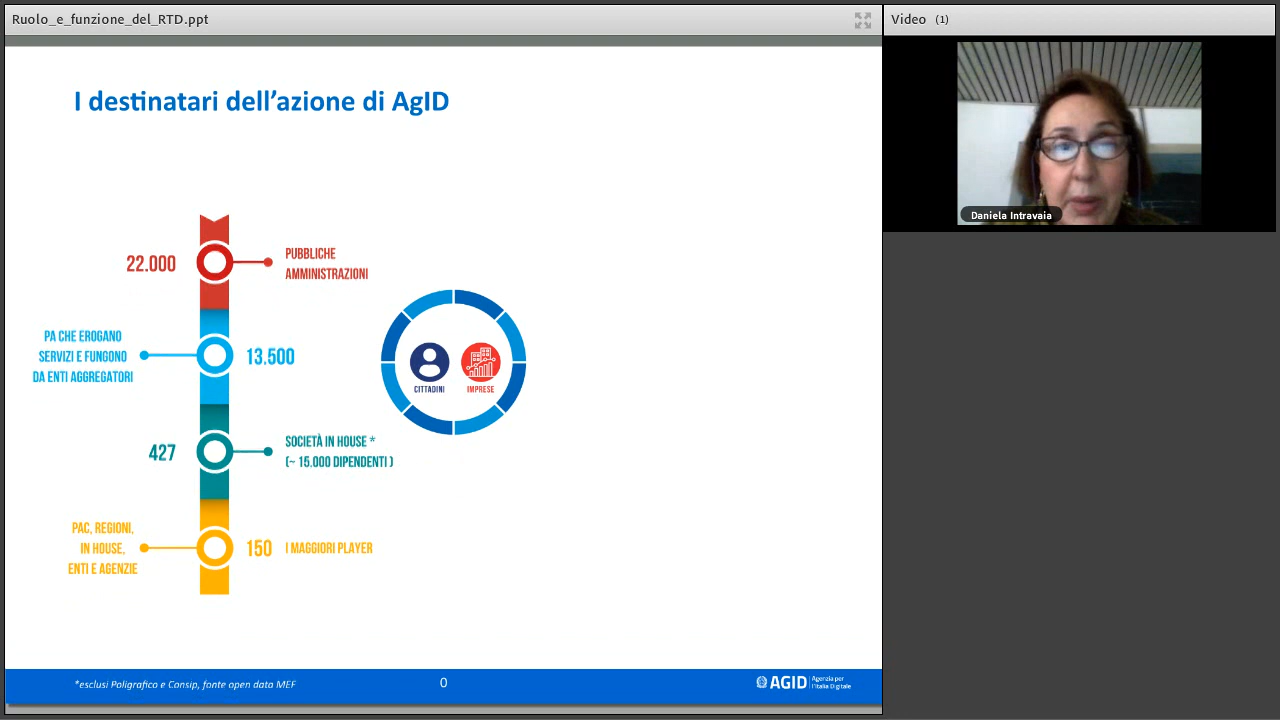 Ruolo_e_funzione_del_RTD.ppt
Video (1)
Daniela Intravaia
I destinatari dell'azione di AgID
22.000
PUBBLICHE
AMMINISTRAZIONI
PA CHE EROGANO
SERVIZI E FUNGONO
DA ENTI AGGREGATORI
13.500
CITTADINI
IMPRESE
427
SOCIETÀ IN HOUSE *
(~ 15.000 DIPENDENTI )
PAC, REGIONI,
IN HOUSE,
ENTI E AGENZIE
150
I MAGGIORI PLAYER
*esclusi Poligrafico e Consip, fonte open data MEF
0
AGID
Agenzia per
l'Italia Digitale